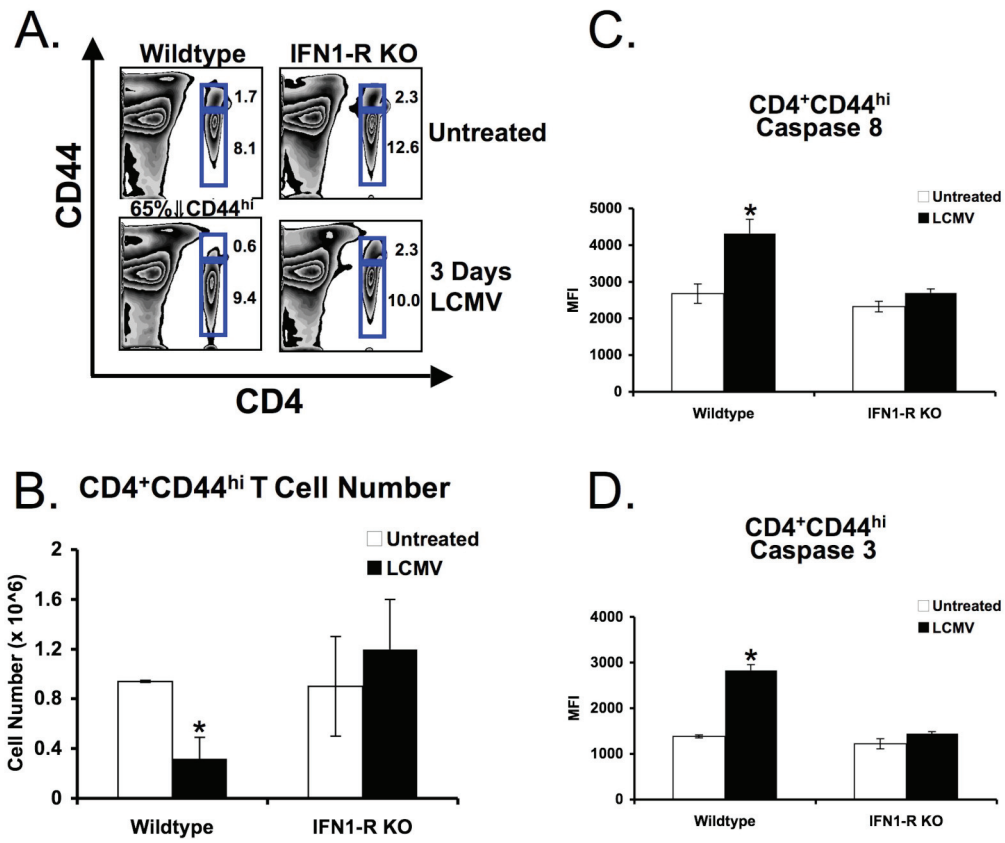 A.
Wildtype
IFN1-R KO
1.7
8.1
2.3
12.6
Untreated
65%⇓CD44hi
0.6
9.4
2.3
10.0
3 Days
LCMV
CD44
CD4
B.
CD4+CD44hi T Cell Number
Untreated
LCMV
Cell Number (x 10^6)
2
1.6
1.2
0.8
0.4
0
*
Wildtype
IFN1-R KO
C.
CD4+CD44hi
Caspase 8
Untreated
LCMV
MFI
5000
4000
3000
2000
1000
0
*
Wildtype
IFN1-R KO
D.
CD4+CD44hi
Caspase 3
Untreated
LCMV
MFI
4000
3000
2000
1000
0
*
Wildtype
IFN1-R KO